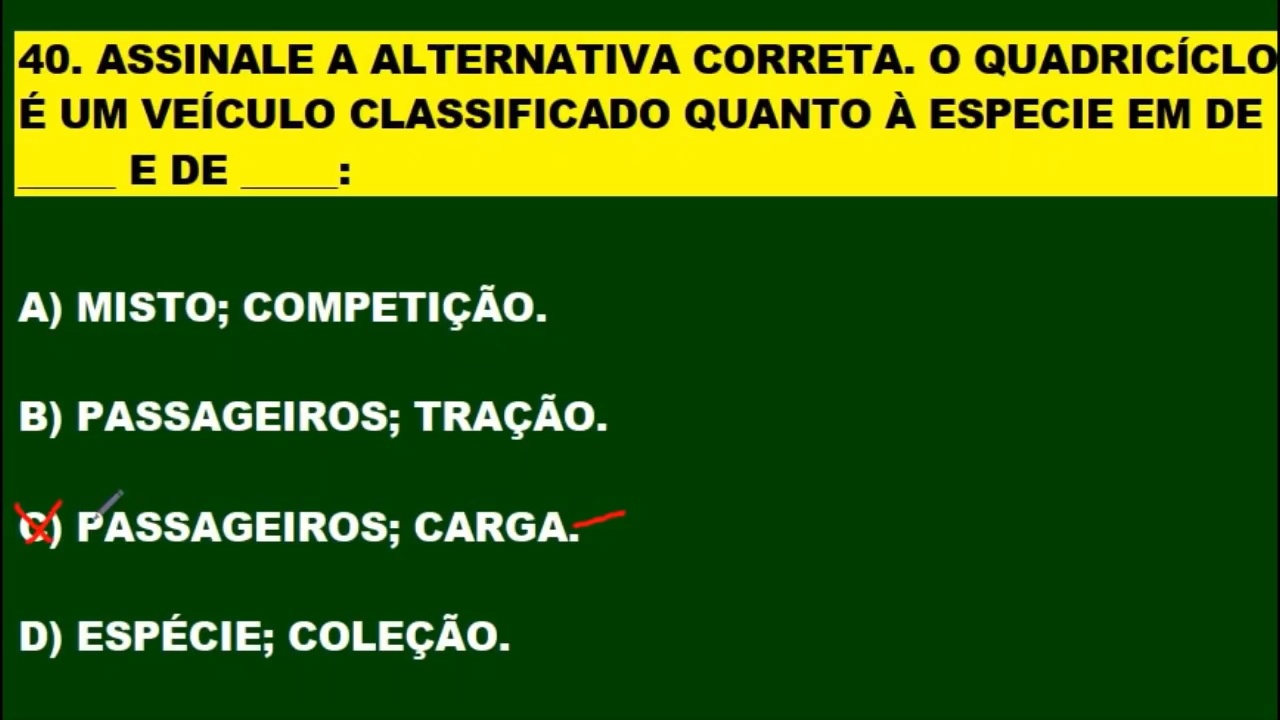 40. ASSINALE A ALTERNATIVA CORRETA. O QUADRICÍCLO
É UM VEÍCULO CLASSIFICADO QUANTO À ESPECIE EM DE
_____ E DE ____:
A) MISTO; COMPETIÇÃO.
B) PASSAGEIROS; TRAÇÃO.
C) PASSAGEIROS; CARGA.
D) ESPÉCIE; COLEÇÃO.